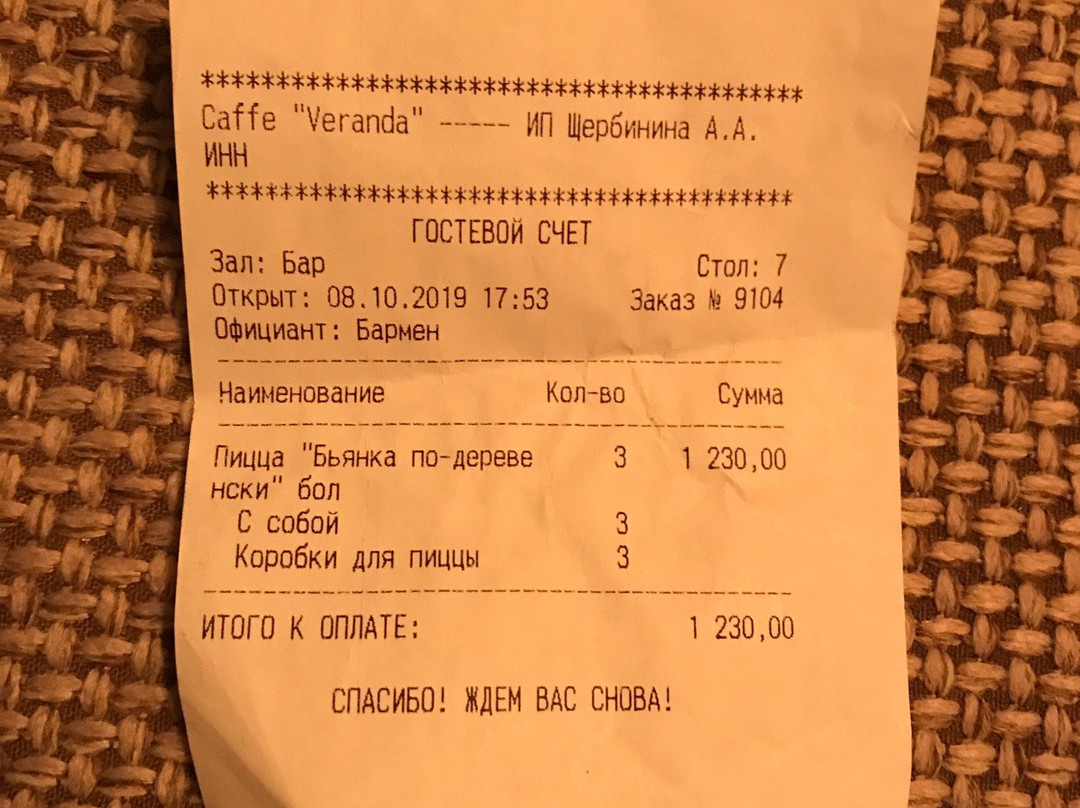 *****************************************
Caffe "Veranda" ----- ИП Щербинина А.А.
ИНН
*****************************************
ГОСТЕВОЙ СЧЕТ
Зал: Бар Стол: 7
Открыт: 08.10.2019 17:53 Заказ № 9104
Официант: Бармен
Наименование Кол-во Сумма
Пицца "Бьянка по-дереве 3 1 230,00
нски" бол
С собой 3
Коробки для пиццы 3
ИТОГО К ОПЛАТЕ: 1 230,00
СПАСИБО! ЖДЕМ ВАС СНОВА!